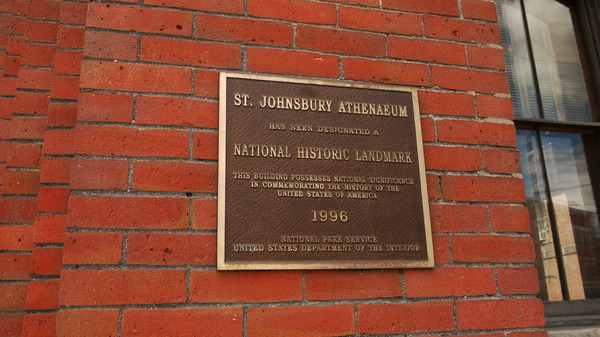 ST. JOHNSBURY ATHENAEUM
HAS BEEN DESIGNATED A
NATIONAL HISTORIC LANDMARK
THIS BUILDING POSSESSES NATIONAL SIGNIFICANCE
IN COMMEMORATING THE HISTORY OF THE
UNITED STATES OF AMERICA
1996
NATIONAL PARK SERVICE
UNITED STATES DEPARTMENT OF THE INTERIOR